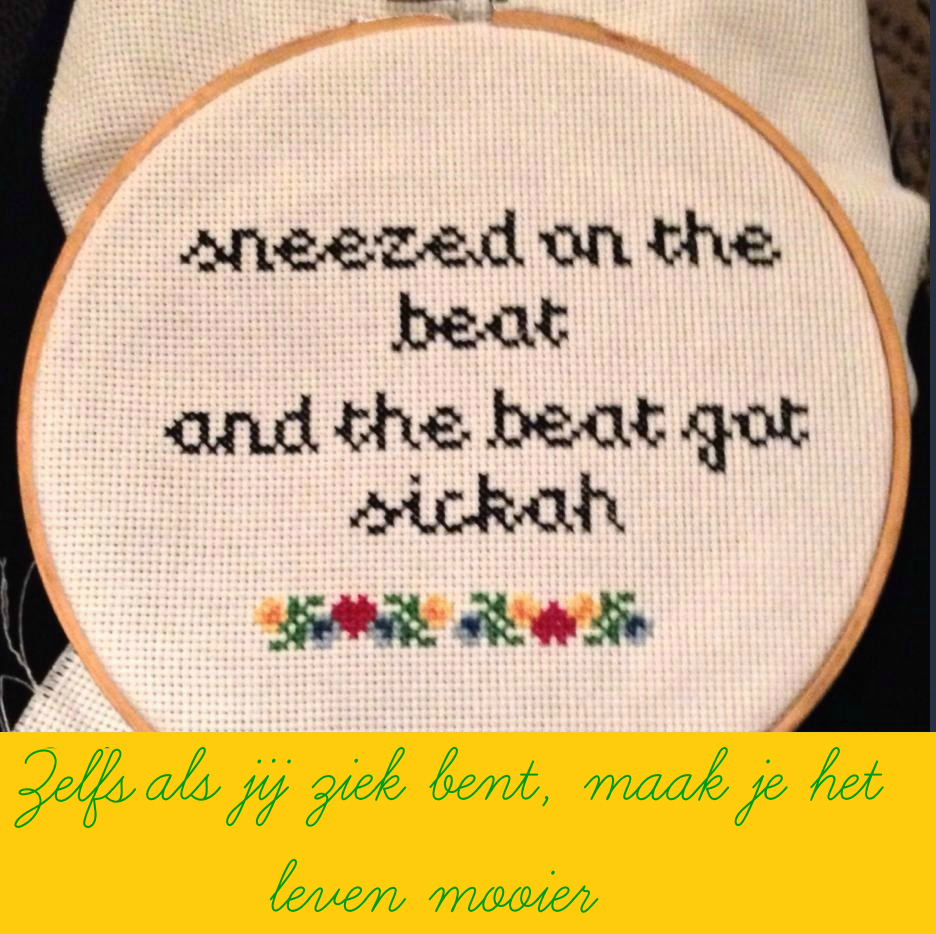 sneezed on the
beat
and the beat got
sickah
Zelfs als jij ziek bent, maak je het
leven mooier